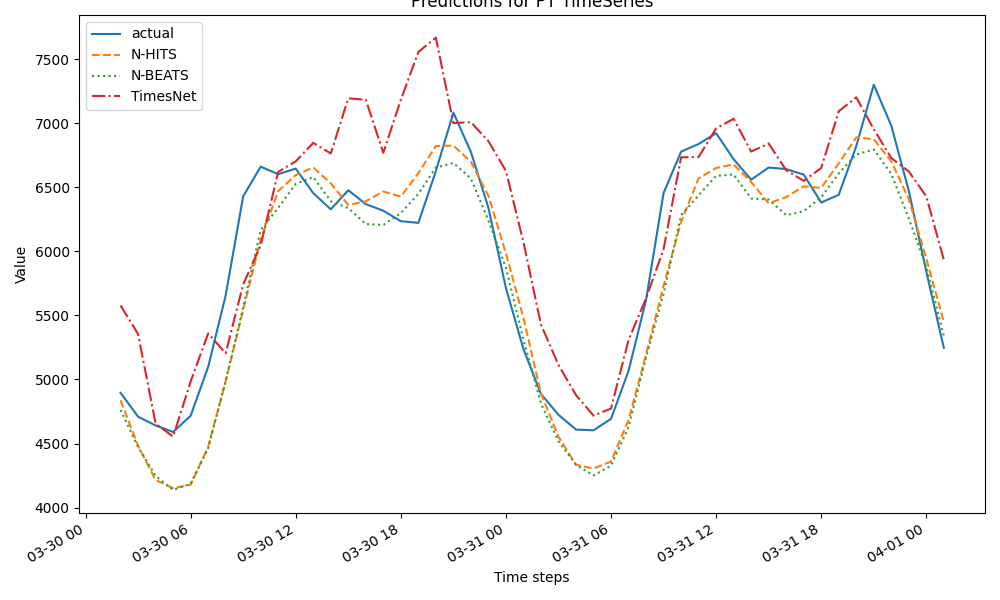 Predictions for PT TimeSeries
actual
N-HITS
N-BEATS
TimesNet
7500
7000
6500
6000
5500
5000
4500
4000
Value
03-30 00
03-30 06
03-30 12
03-30 18
03-31 00
03-31 06
03-31 12
03-31 18
04-01 00
Time steps